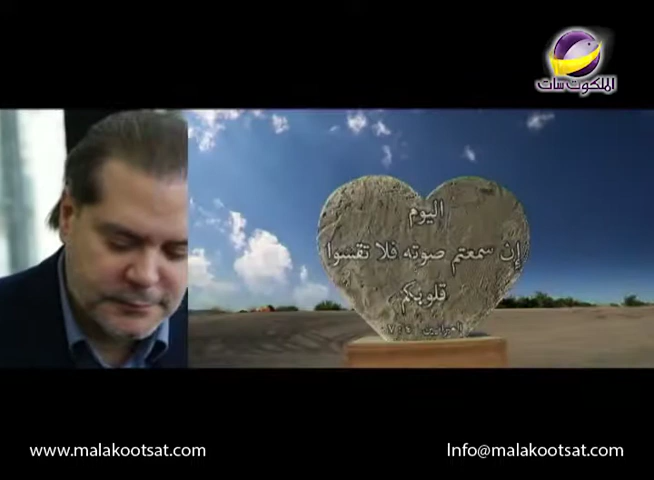 الملكوت سات
اليوم
إن سمعتم صوته فلا تقسوا
قلوبكم
www.malakootsat.com
Info@malakootsat.com